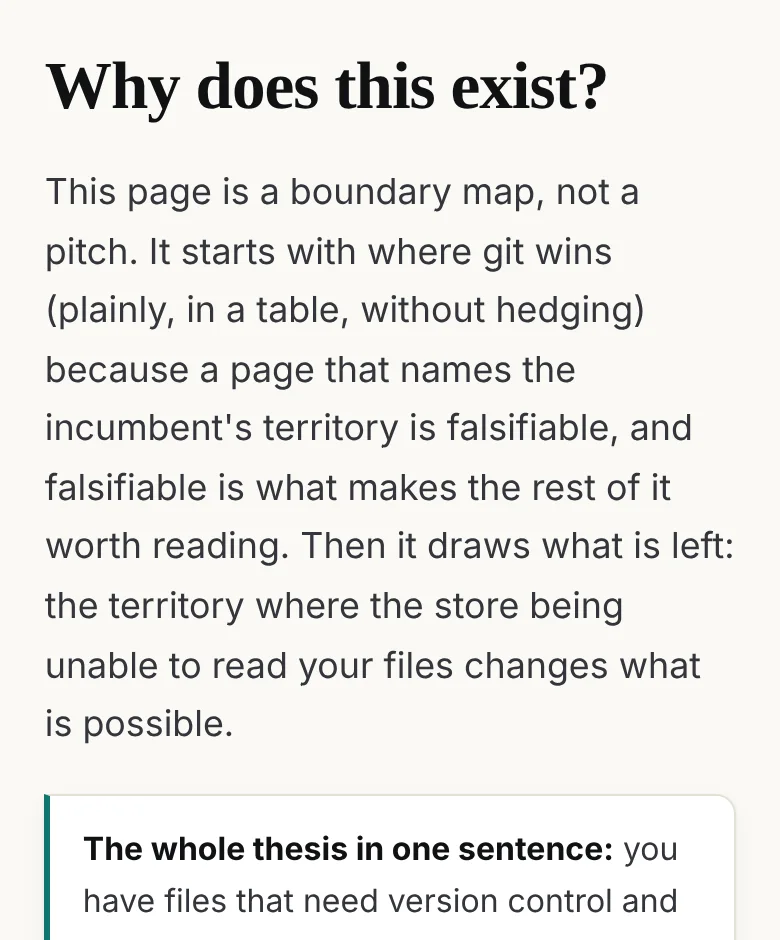 Why does this exist?
This page is a boundary map, not a
pitch. It starts with where git wins
(plainly, in a table, without hedging)
because a page that names the
incumbent's territory is falsifiable, and
falsifiable is what makes the rest of it
worth reading. Then it draws what is left:
the territory where the store being
unable to read your files changes what
is possible.
The whole thesis in one sentence: you
have files that need version control and